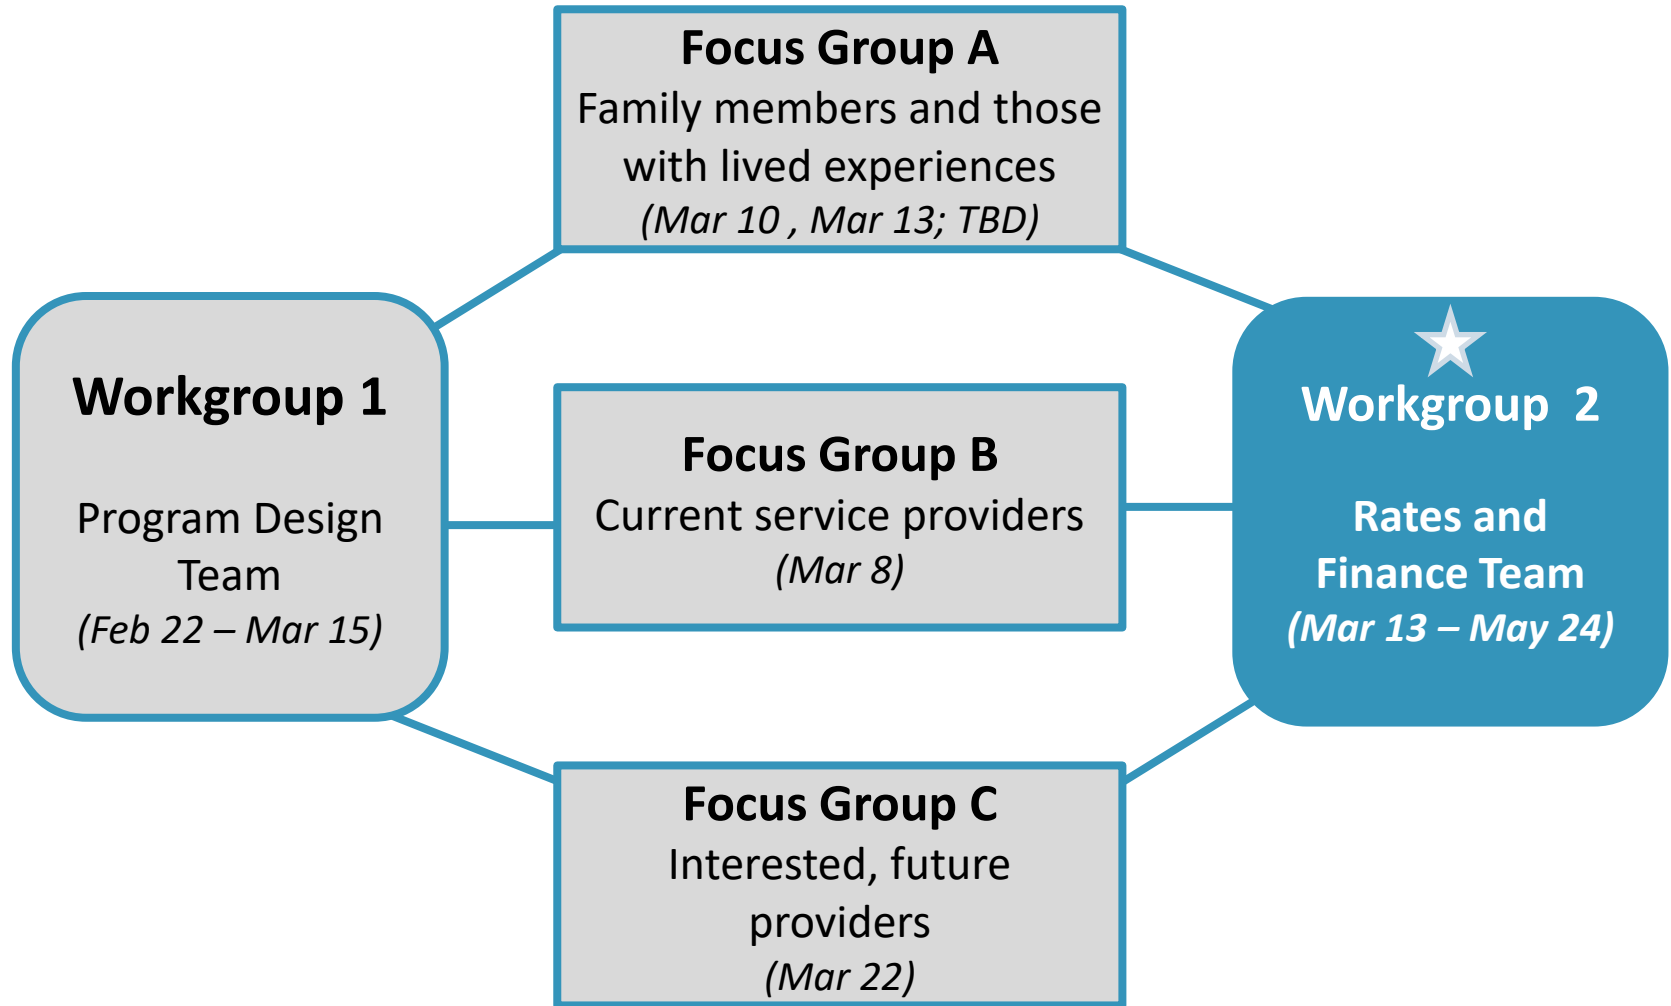 Focus Group A
Family members and those
with lived experiences
(Mar 10 , Mar 13; TBD)
Workgroup 1
Program Design
Team
(Feb 22 – Mar 15)
Focus Group B
Current service providers
(Mar 8)
Workgroup  2
Rates and
Finance Team
(Mar 13 – May 24)
Focus Group C
Interested, future
providers
(Mar 22)